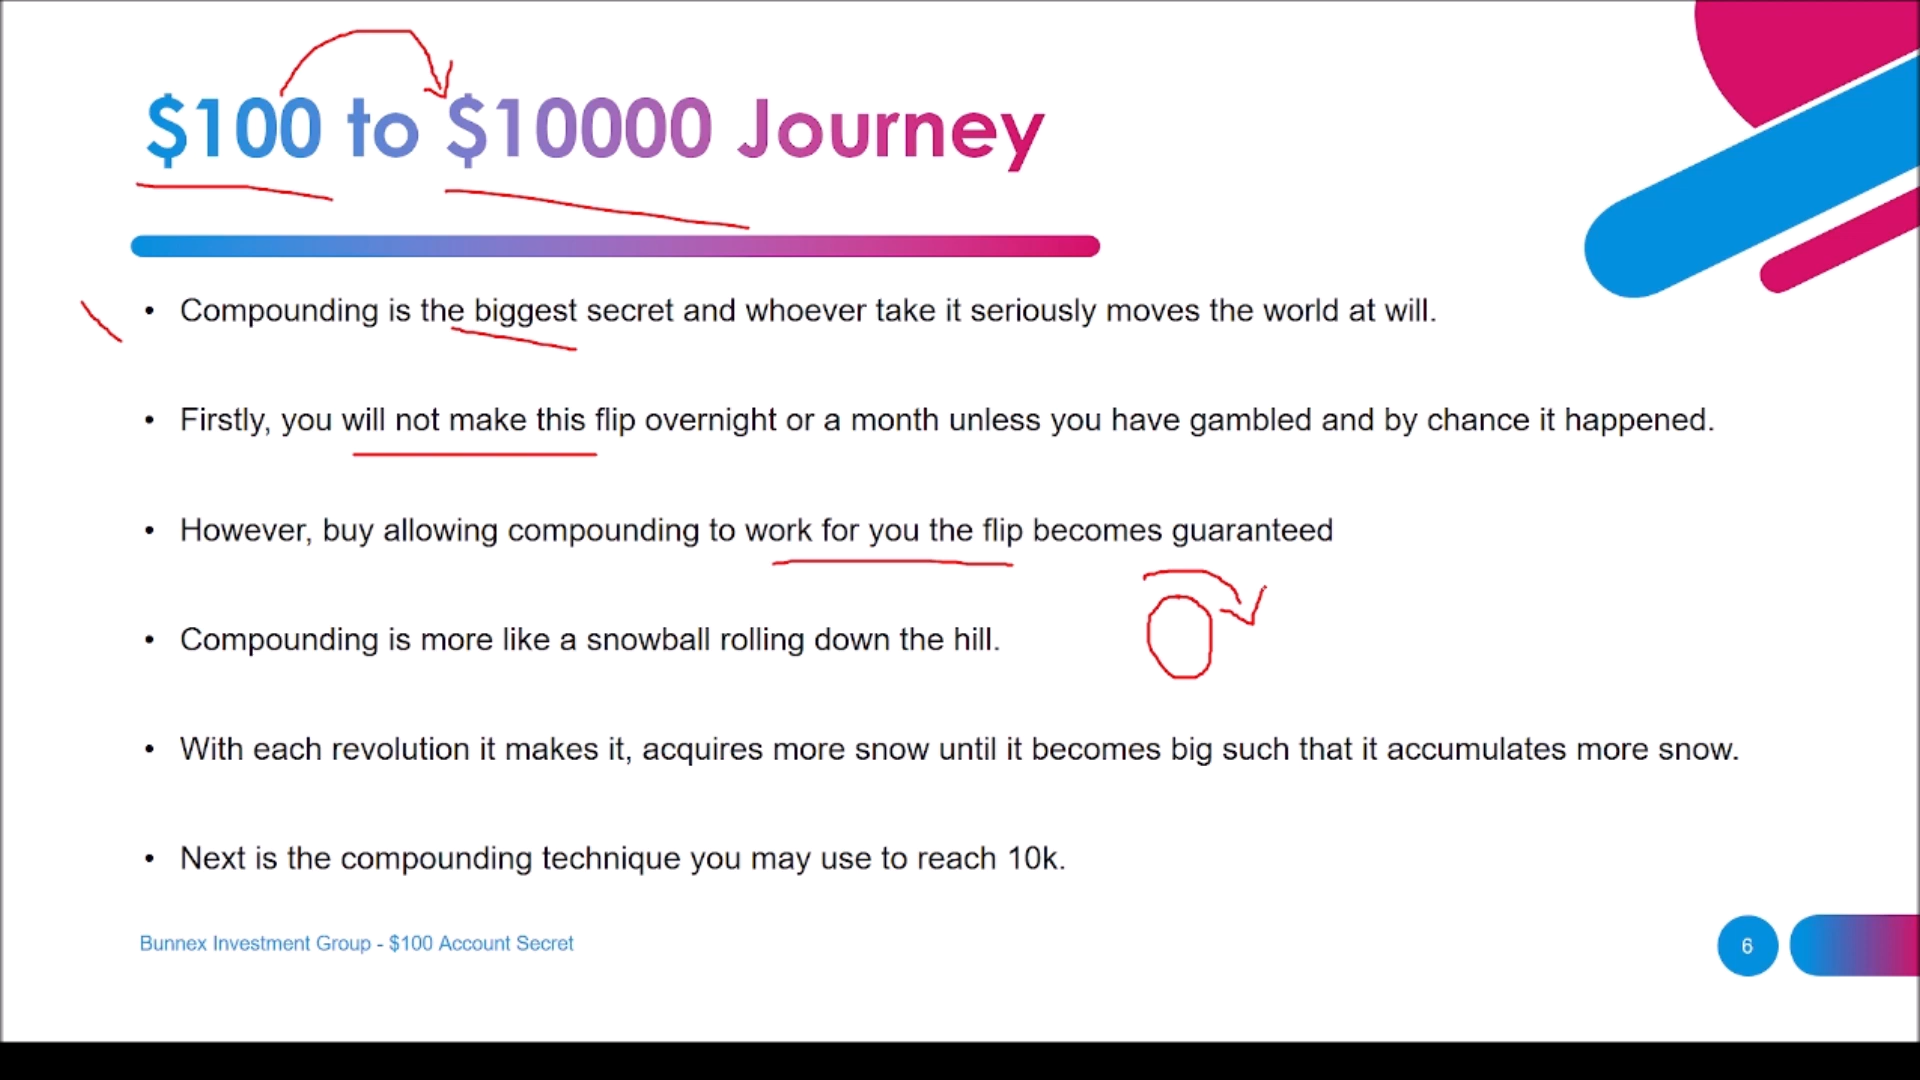 $100 to $10000 Journey
• Compounding is the biggest secret and whoever take it seriously moves the world at will.
• Firstly, you will not make this flip overnight or a month unless you have gambled and by chance it happened.
• However, buy allowing compounding to work for you the flip becomes guaranteed
• Compounding is more like a snowball rolling down the hill.
• With each revolution it makes it, acquires more snow until it becomes big such that it accumulates more snow.
• Next is the compounding technique you may use to reach 10k.
Bunnex Investment Group - $100 Account Secret
6